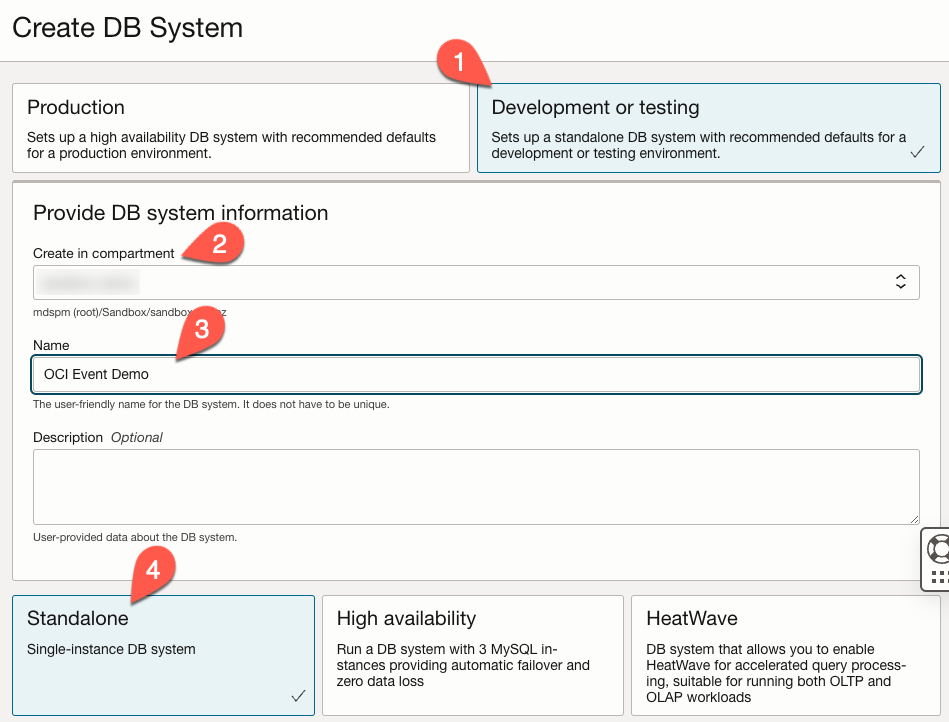 Create DB System
1
Production
Sets up a high availability DB system with recommended defaults
for a production environment.
Development or testing
Sets up a standalone DB system with recommended defaults for a
development or testing environment.
Provide DB system information
Create in compartment
2
mdspm (root)/Sandbox/sandbox
3
Name
OCI Event Demo
The user-friendly name for the DB system. It does not have to be unique.
Description Optional
User-provided data about the DB system.
4
Standalone
Single-instance DB system
High availability
Run a DB system with 3 MySQL in-
stances providing automatic failover and
zero data loss
HeatWave
DB system that allows you to enable
HeatWave for accelerated query process-
ing, suitable for running both OLTP and
OLAP workloads